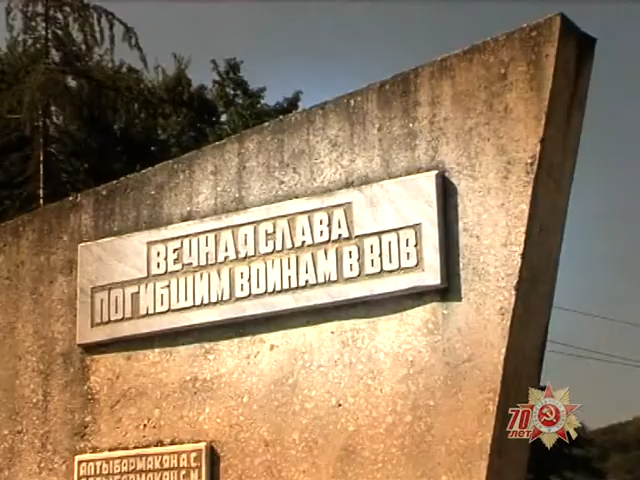 ВЕЧНАЯ СЛАВА
ПОГИБШИМ ВОИНАМ В ВОВ
АЛТЫБАРМАКЯН А.С.
70
лет